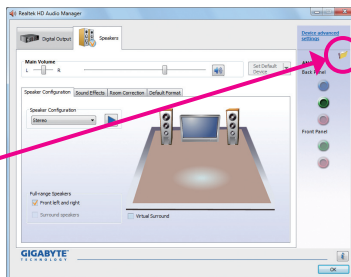 Realtek HD Audio Manager
Digital Output
Speakers
Device advanced
settings
Main Volume
L
R
Set Default
Device
Back Panel
Speaker Configuration
Sound Effects
Room Correction
Default Format
Speaker Configuration
Stereo
Front Panel
Full-range Speakers
Front left and right
Surround speakers
Virtual Surround
GIGABYTE
TECHNOLOGY
OK